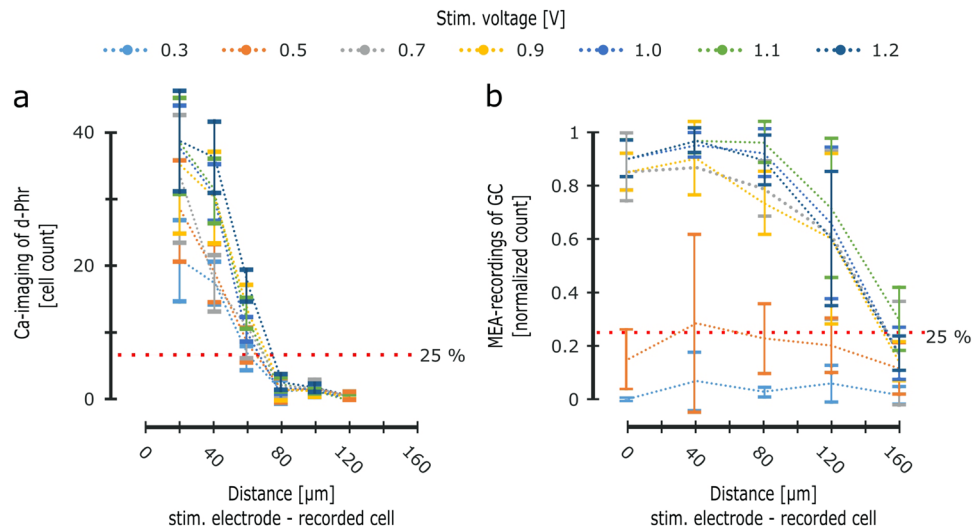 Stim. voltage [V]
0.3 0.5 0.7 0.9 1.0 1.1 1.2
a
Ca-imaging of d-Phr
[cell count]
40
20
0
25 %
0 40 80 120 160
Distance [µm]
stim. electrode - recorded cell
b
MEA-recordings of GC
[normalized count]
1
0.8
0.6
0.4
0.2
0
25 %
0 40 80 120 160
Distance [µm]
stim. electrode - recorded cell